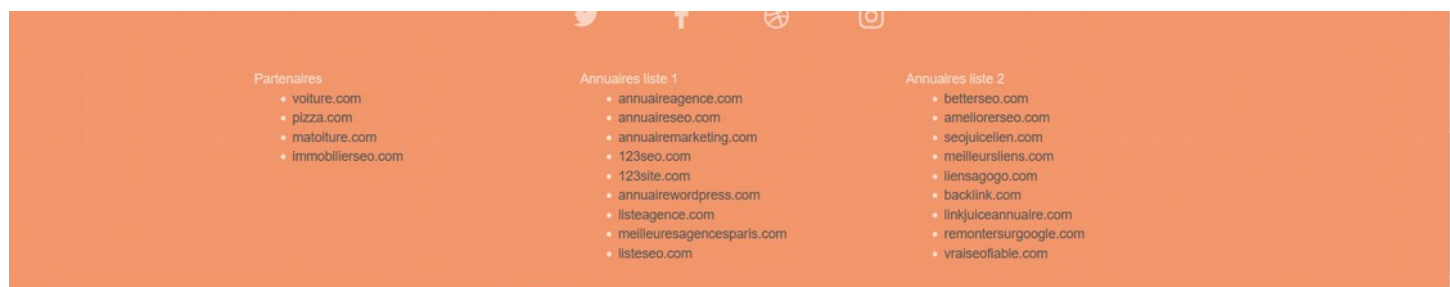 Partenaires
voiture.com
pizza.com
matoiture.com
immobilierseo.com
Annuaires liste 1
annuaireagence.com
annuaireseo.com
annuairemarketing.com
123seo.com
123site.com
annuairewordpress.com
listeagence.com
meilleuresagencesparis.com
listeseo.com
Annuaires liste 2
betterseo.com
ameliorerseo.com
seojuicelien.com
meilleursliens.com
liensagogo.com
backlink.com
linkjuiceannuaire.com
remontersurgoogle.com
vraiseofiable.com